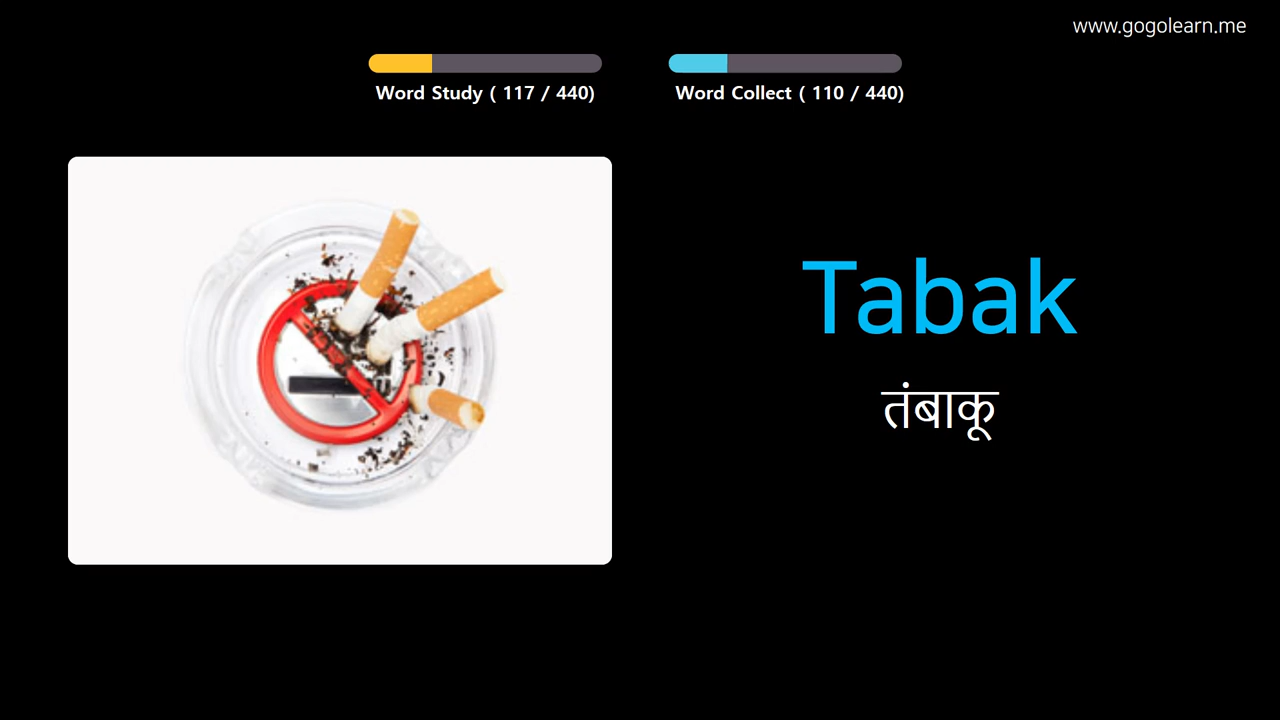 www.gogolearn.me
Word Study ( 117 / 440)
Word Collect ( 110 / 440)
Tabak
तंबाकू